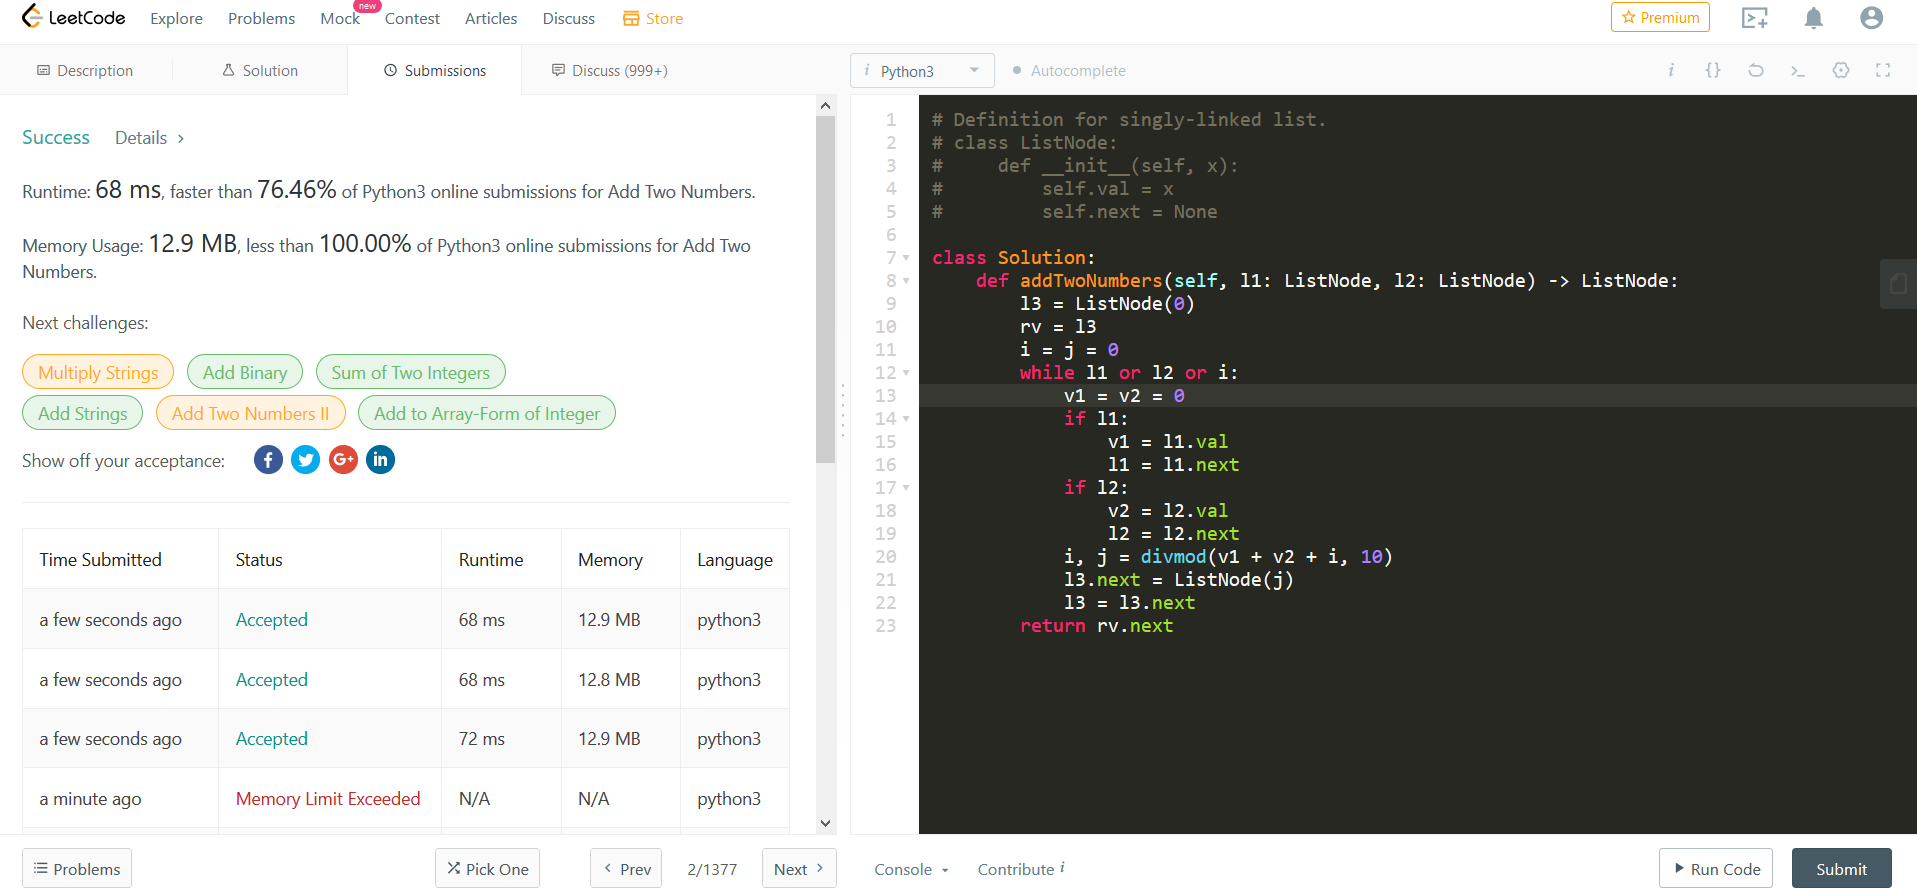 LeetCode Explore Problems Mock new Contest Articles Discuss Store Premium
Description Solution Submissions Discuss (999+)
i Python3 Autocomplete i {}
Success Details >
Runtime: 68 ms, faster than 76.46% of Python3 online submissions for Add Two Numbers.
Memory Usage: 12.9 MB, less than 100.00% of Python3 online submissions for Add Two
Numbers.
Next challenges:
Multiply Strings Add Binary Sum of Two Integers
Add Strings Add Two Numbers II Add to Array-Form of Integer
Show off your acceptance: f G+ in
Time Submitted Status Runtime Memory Language
a few seconds ago Accepted 68 ms 12.9 MB python3
a few seconds ago Accepted 68 ms 12.8 MB python3
a few seconds ago Accepted 72 ms 12.9 MB python3
a minute ago Memory Limit Exceeded N/A N/A python3
1 # Definition for singly-linked list.
2 # class ListNode:
3 #     def __init__(self, x):
4 #         self.val = x
5 #         self.next = None
6
7 class Solution:
8     def addTwoNumbers(self, l1: ListNode, l2: ListNode) -> ListNode:
9         l3 = ListNode(0)
10         rv = l3
11         i = j = 0
12         while l1 or l2 or i:
13             v1 = v2 = 0
14             if l1:
15                 v1 = l1.val
16                 l1 = l1.next
17             if l2:
18                 v2 = l2.val
19                 l2 = l2.next
20             i, j = divmod(v1 + v2 + i, 10)
21             l3.next = ListNode(j)
22             l3 = l3.next
23         return rv.next
Problems Pick One < Prev 2/1377 Next > Console Contribute i Run Code Submit